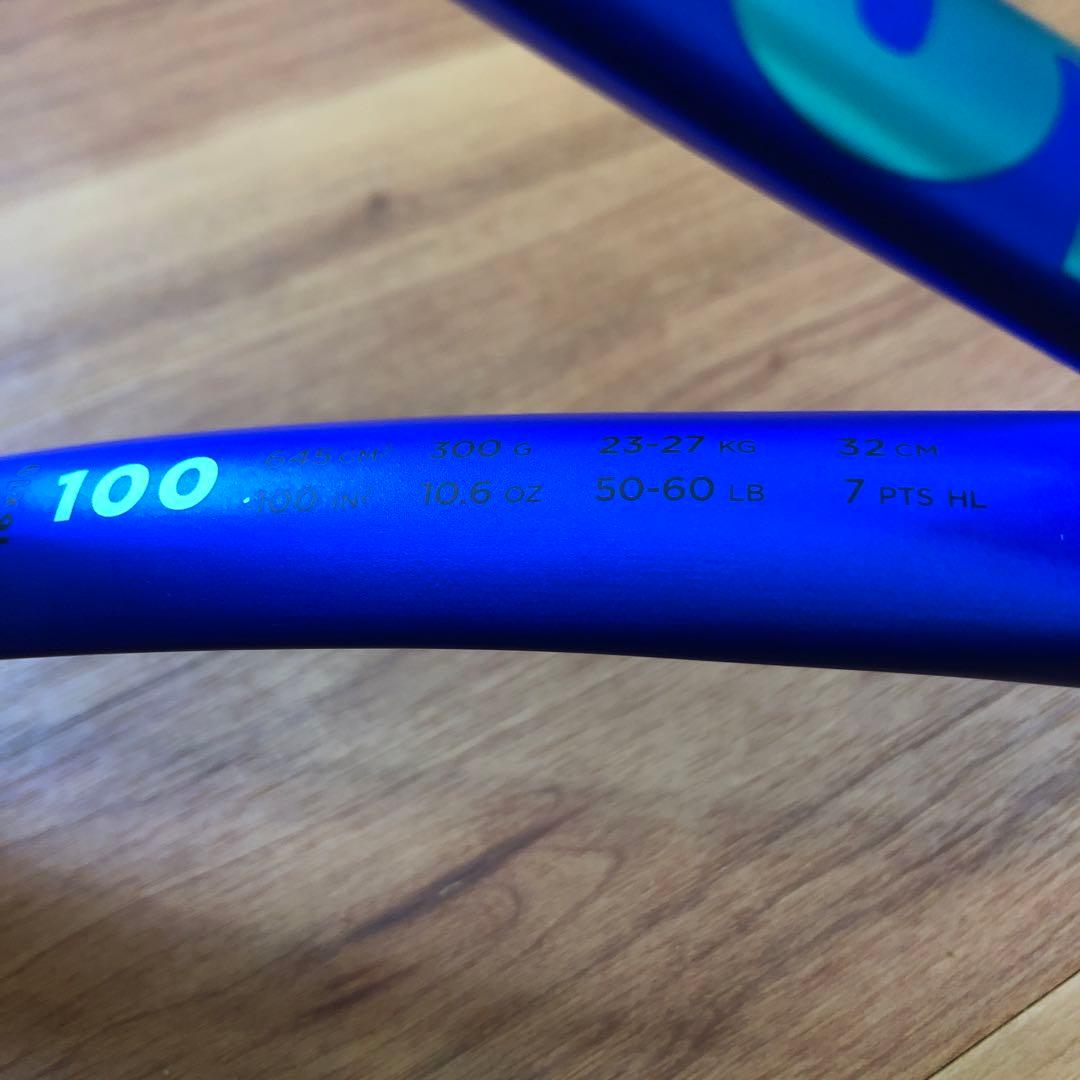 100
645 CM² 300 G 23-27 KG 32 CM
100 IN² 10.6 OZ 50-60 LB 7 PTS HL